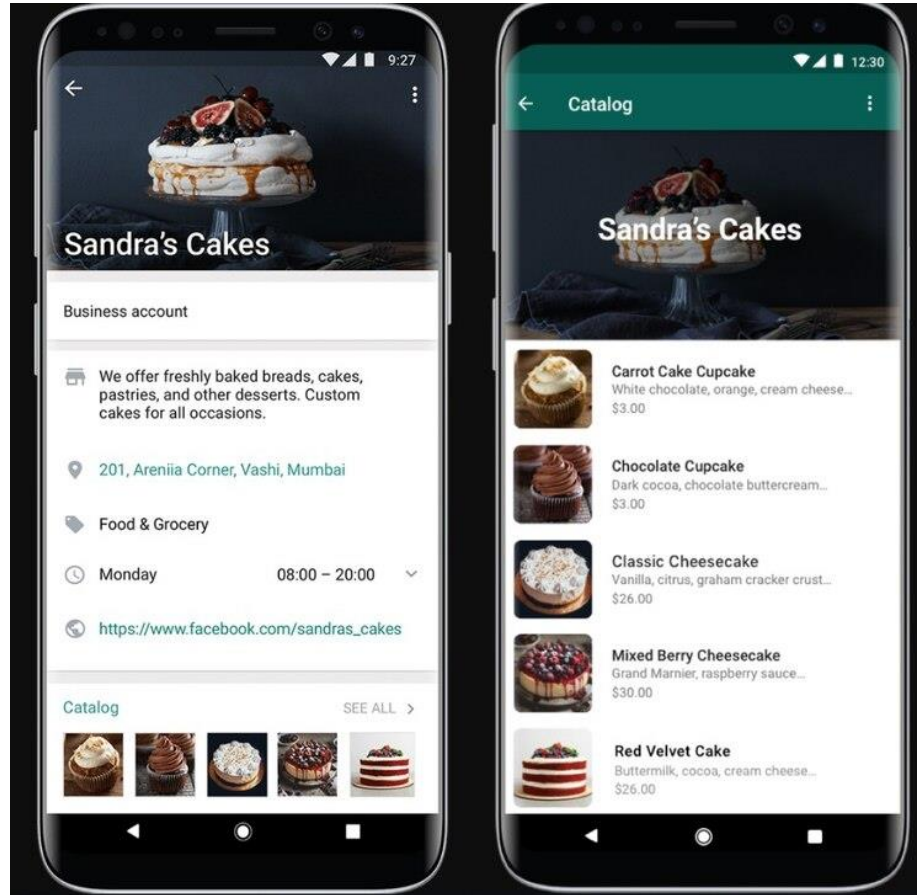 9:27
Sandra's Cakes
Business account
We offer freshly baked breads, cakes,
pastries, and other desserts. Custom
cakes for all occasions.
201, Areniia Corner, Vashi, Mumbai
Food & Grocery
Monday 08:00 – 20:00
https://www.facebook.com/sandras_cakes
Catalog SEE ALL
12:30
Catalog
Sandra's Cakes
Carrot Cake Cupcake
White chocolate, orange, cream cheese...
$3.00
Chocolate Cupcake
Dark cocoa, chocolate buttercream...
$3.00
Classic Cheesecake
Vanilla, citrus, graham cracker crust...
$26.00
Mixed Berry Cheesecake
Grand Marnier, raspberry sauce...
$30.00
Red Velvet Cake
Buttermilk, cocoa, cream cheese...
$26.00